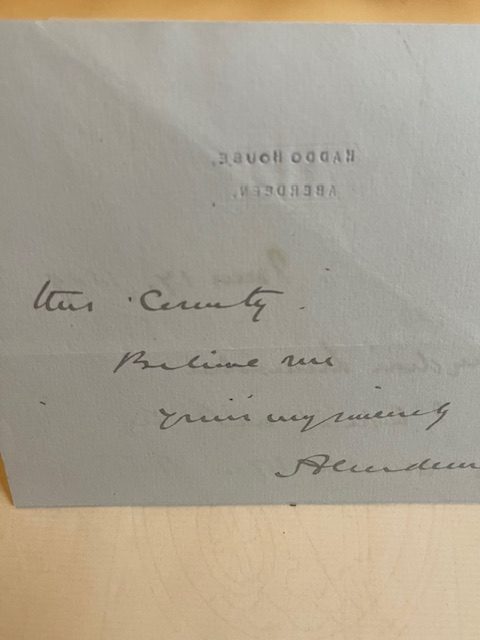 HADDO HOUSE,
ABERDEEN.
this County.
Believe me
Yours very sincerely
Aberdeen